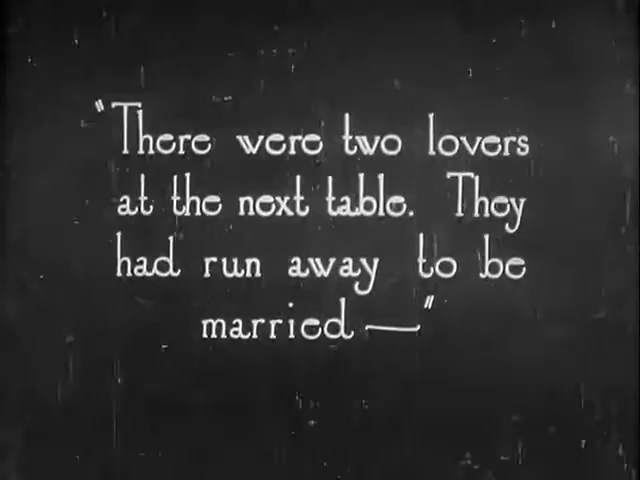 "There were two lovers
at the next table. They
had run away to be
married—"